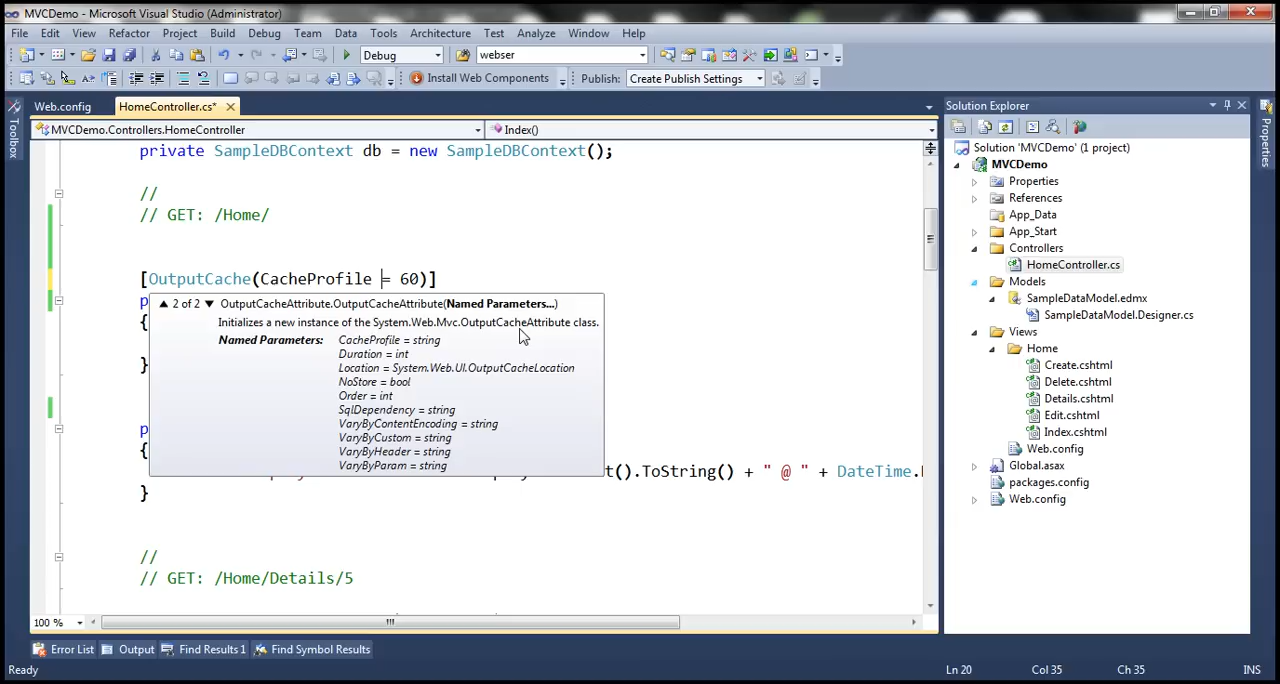 MVCDemo - Microsoft Visual Studio (Administrator)
File Edit View Refactor Project Build Debug Team Data Tools Architecture Test Analyze Window Help
Debug webser
Install Web Components Publish: Create Publish Settings
Web.config HomeController.cs*
MVCDemo.Controllers.HomeController Index()
Toolbox
private SampleDBContext db = new SampleDBContext();
//
// GET: /Home/
[OutputCache(CacheProfile = 60)]
p
2 of 2 OutputCacheAttribute.OutputCacheAttribute(Named Parameters...)
{
Initializes a new instance of the System.Web.Mvc.OutputCacheAttribute class.
Named Parameters: CacheProfile = string
Duration = int
}
Location = System.Web.UI.OutputCacheLocation
NoStore = bool
Order = int
SqlDependency = string
VaryByContentEncoding = string
p
VaryByCustom = string
{
VaryByHeader = string
VaryByParam = string
t().ToString() + " @ " + DateTime.
}
//
// GET: /Home/Details/5
100 %
Solution Explorer
Solution 'MVCDemo' (1 project)
MVCDemo
Properties
References
App_Data
App_Start
Controllers
HomeController.cs
Models
SampleDataModel.edmx
SampleDataModel.Designer.cs
Views
Home
Create.cshtml
Delete.cshtml
Details.cshtml
Edit.cshtml
Index.cshtml
Web.config
Global.asax
packages.config
Web.config
Properties
Error List Output Find Results 1 Find Symbol Results
Ready Ln 20 Col 35 Ch 35 INS